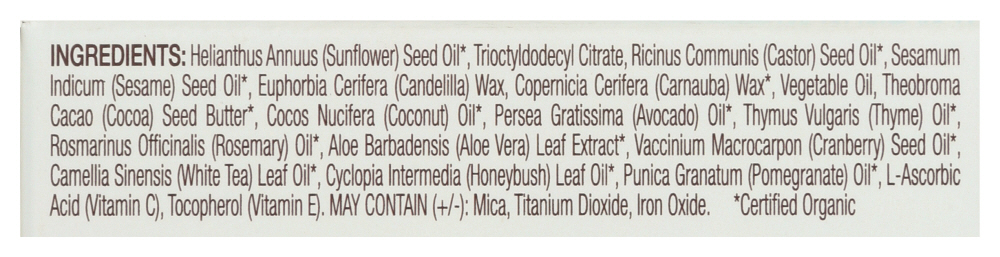 INGREDIENTS: Helianthus Annuus (Sunflower) Seed Oil*, Trioctyldodecyl Citrate, Ricinus Communis (Castor) Seed Oil*, Sesamum
Indicum (Sesame) Seed Oil*, Euphorbia Cerifera (Candelilla) Wax, Copernicia Cerifera (Carnauba) Wax*, Vegetable Oil, Theobroma
Cacao (Cocoa) Seed Butter*, Cocos Nucifera (Coconut) Oil*, Persea Gratissima (Avocado) Oil*, Thymus Vulgaris (Thyme) Oil*,
Rosmarinus Officinalis (Rosemary) Oil*, Aloe Barbadensis (Aloe Vera) Leaf Extract*, Vaccinium Macrocarpon (Cranberry) Seed Oil*,
Camellia Sinensis (White Tea) Leaf Oil*, Cyclopia Intermedia (Honeybush) Leaf Oil*, Punica Granatum (Pomegranate) Oil*, L-Ascorbic
Acid (Vitamin C), Tocopherol (Vitamin E). MAY CONTAIN (+/-): Mica, Titanium Dioxide, Iron Oxide. *Certified Organic